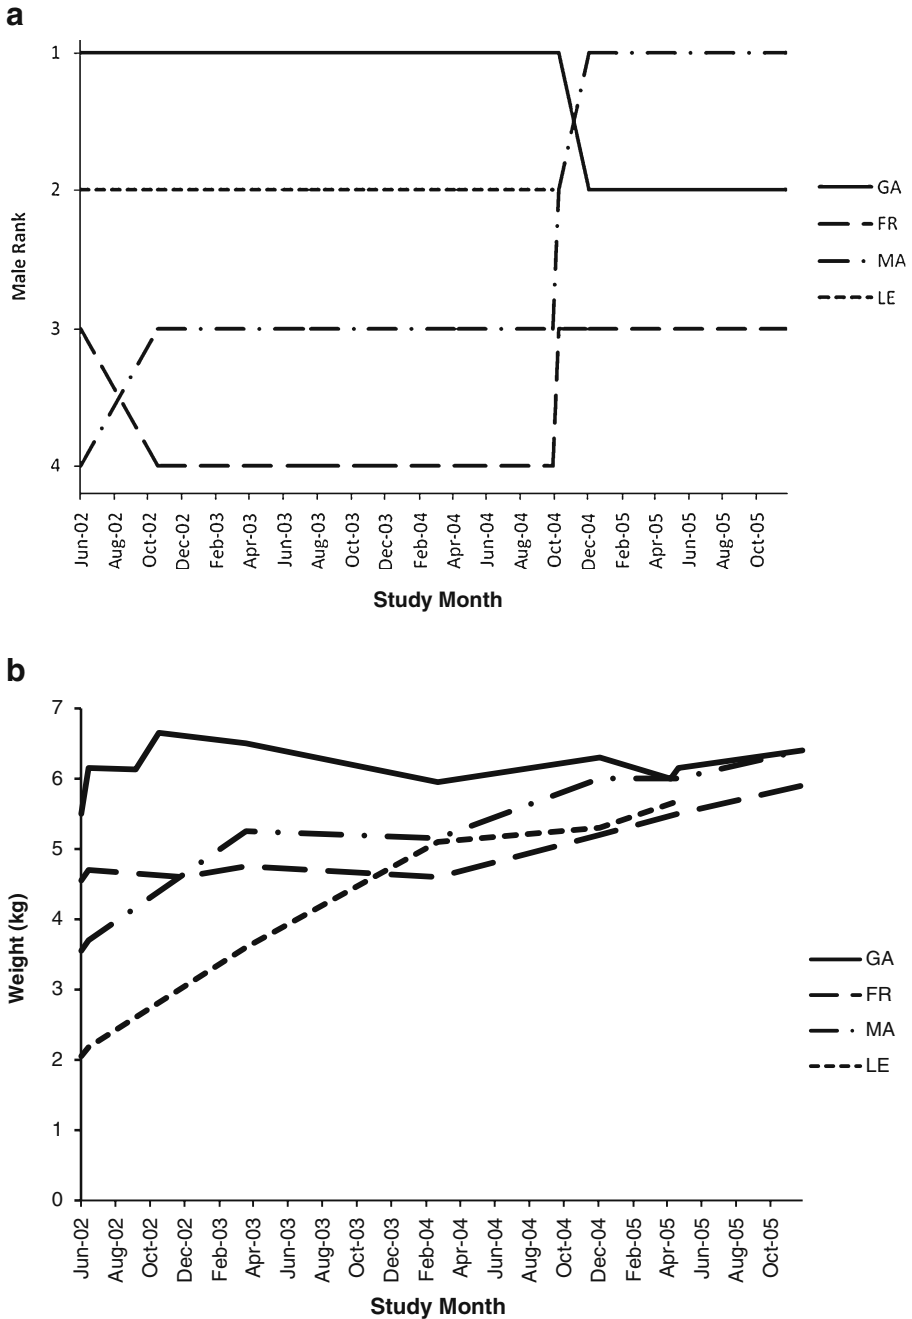 a
1
2
3
4
Male Rank
Jun-02
Aug-02
Oct-02
Dec-02
Feb-03
Apr-03
Jun-03
Aug-03
Oct-03
Dec-03
Feb-04
Apr-04
Jun-04
Aug-04
Oct-04
Dec-04
Feb-05
Apr-05
Jun-05
Aug-05
Oct-05
Study Month
GA
FR
MA
LE
b
7
6
5
4
3
2
1
0
Weight (kg)
Jun-02
Aug-02
Oct-02
Dec-02
Feb-03
Apr-03
Jun-03
Aug-03
Oct-03
Dec-03
Feb-04
Apr-04
Jun-04
Aug-04
Oct-04
Dec-04
Feb-05
Apr-05
Jun-05
Aug-05
Oct-05
Study Month
GA
FR
MA
LE